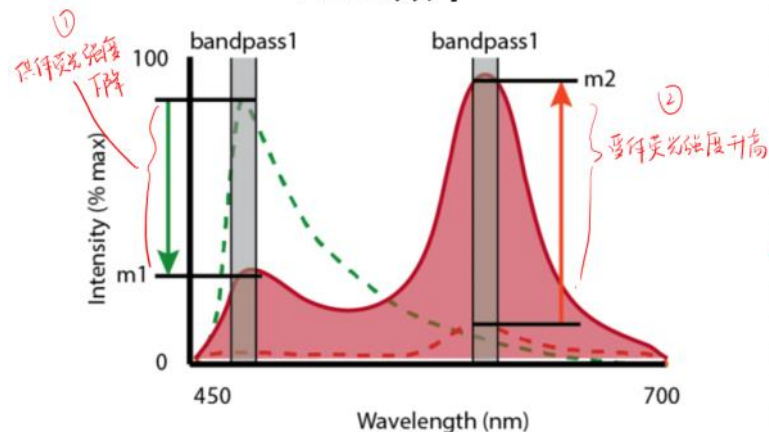 ①
供体荧光强度
下降
bandpass1
bandpass1
100
m2
②
受体荧光强度升高
Intensity (% max)
m1
0
450
700
Wavelength (nm)